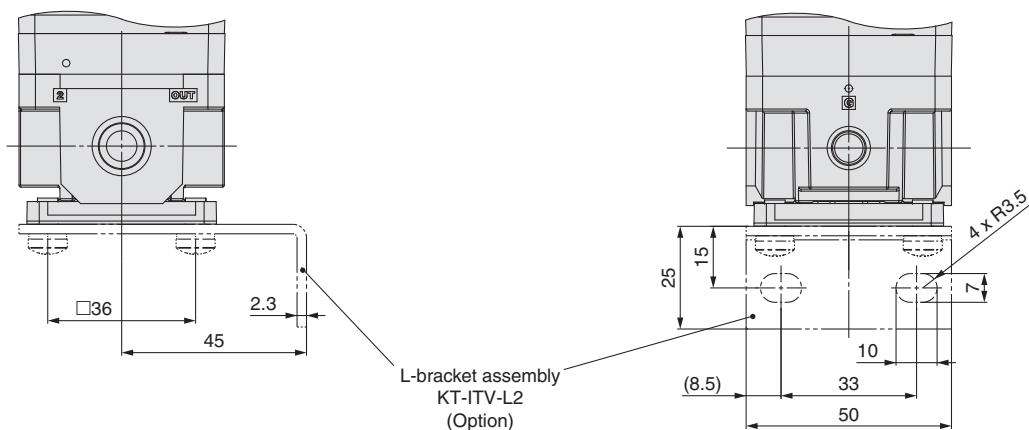 2
OUT
□36
2.3
45
L-bracket assembly
KT-ITV-L2
(Option)
G
4 x R3.5
15
25
7
10
(8.5)
33
50